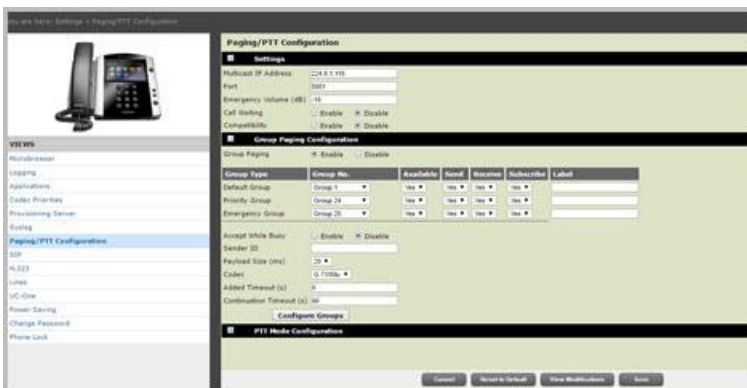 You are here: Settings > Paging/PTT Configuration
VIEWS
Microbrowser
Logging
Applications
Codec Priorities
Provisioning Server
Syslog
Paging/PTT Configuration
SIP
H.323
Lines
UC-One
Power Saving
Change Password
Phone Lock
Paging/PTT Configuration
Settings
Multicast IP Address 224.0.1.116
Port 5001
Emergency Volume (dB) -10
Call Waiting Enable Disable
Compatibility Enable Disable
Group Paging Configuration
Group Paging Enable Disable
Group Type Group No. Available Send Receive Subscribe Label
Default Group Group 1 Yes Yes Yes Yes
Priority Group Group 24 Yes Yes Yes Yes
Emergency Group Group 25 Yes Yes Yes Yes
Accept While Busy Enable Disable
Sender ID
Payload Size (ms) 20
Codec G.711Mu
Added Timeout (s) 0
Continuation Timeout (s) 60
Configure Groups
PTT Mode Configuration
Cancel Reset to Default View Modifications Save